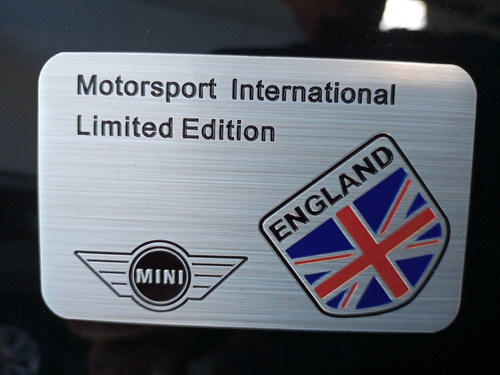 Motorsport International
Limited Edition
ENGLAND
MINI